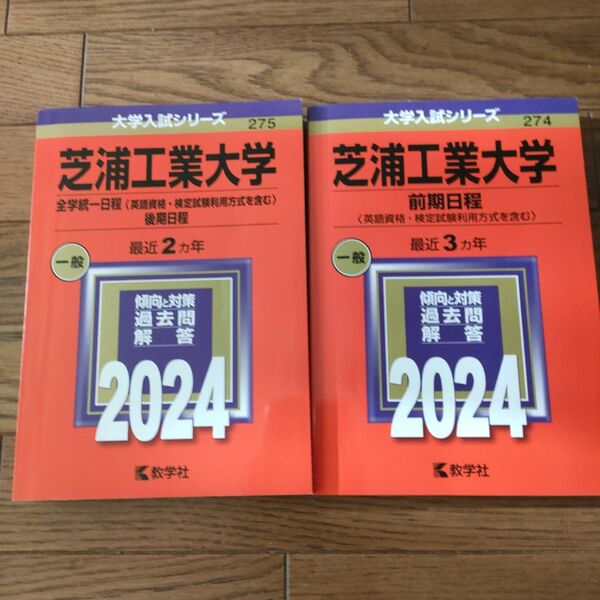 大学入試シリーズ
275
芝浦工業大学
全学統一日程〈英語資格・検定試験利用方式を含む〉
後期日程
最近2カ年
一般
傾向と対策
過去問
解答
2024
教学社
大学入試シリーズ
274
芝浦工業大学
前期日程
〈英語資格・検定試験利用方式を含む〉
最近3カ年
一般
傾向と対策
過去問
解答
2024
教学社